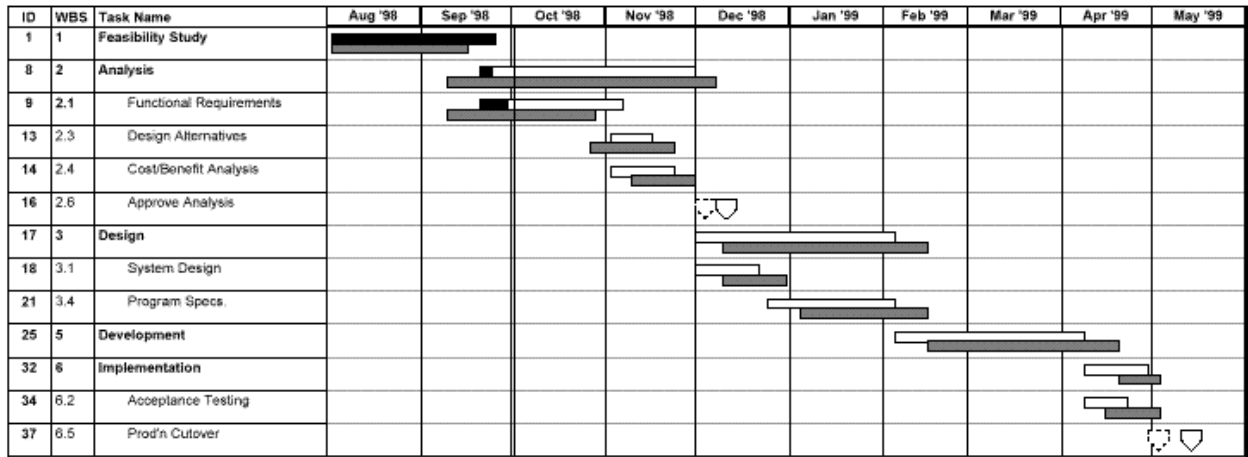 ID WBS Task Name Aug '98 Sep '98 Oct '98 Nov '98 Dec '98 Jan '99 Feb '99 Mar '99 Apr '99 May '99
1 1 Feasibility Study
8 2 Analysis
9 2.1 Functional Requirements
13 2.3 Design Alternatives
14 2.4 Cost/Benefit Analysis
16 2.6 Approve Analysis
17 3 Design
18 3.1 System Design
21 3.4 Program Specs.
25 5 Development
32 6 Implementation
34 6.2 Acceptance Testing
37 6.5 Prod'n Cutover